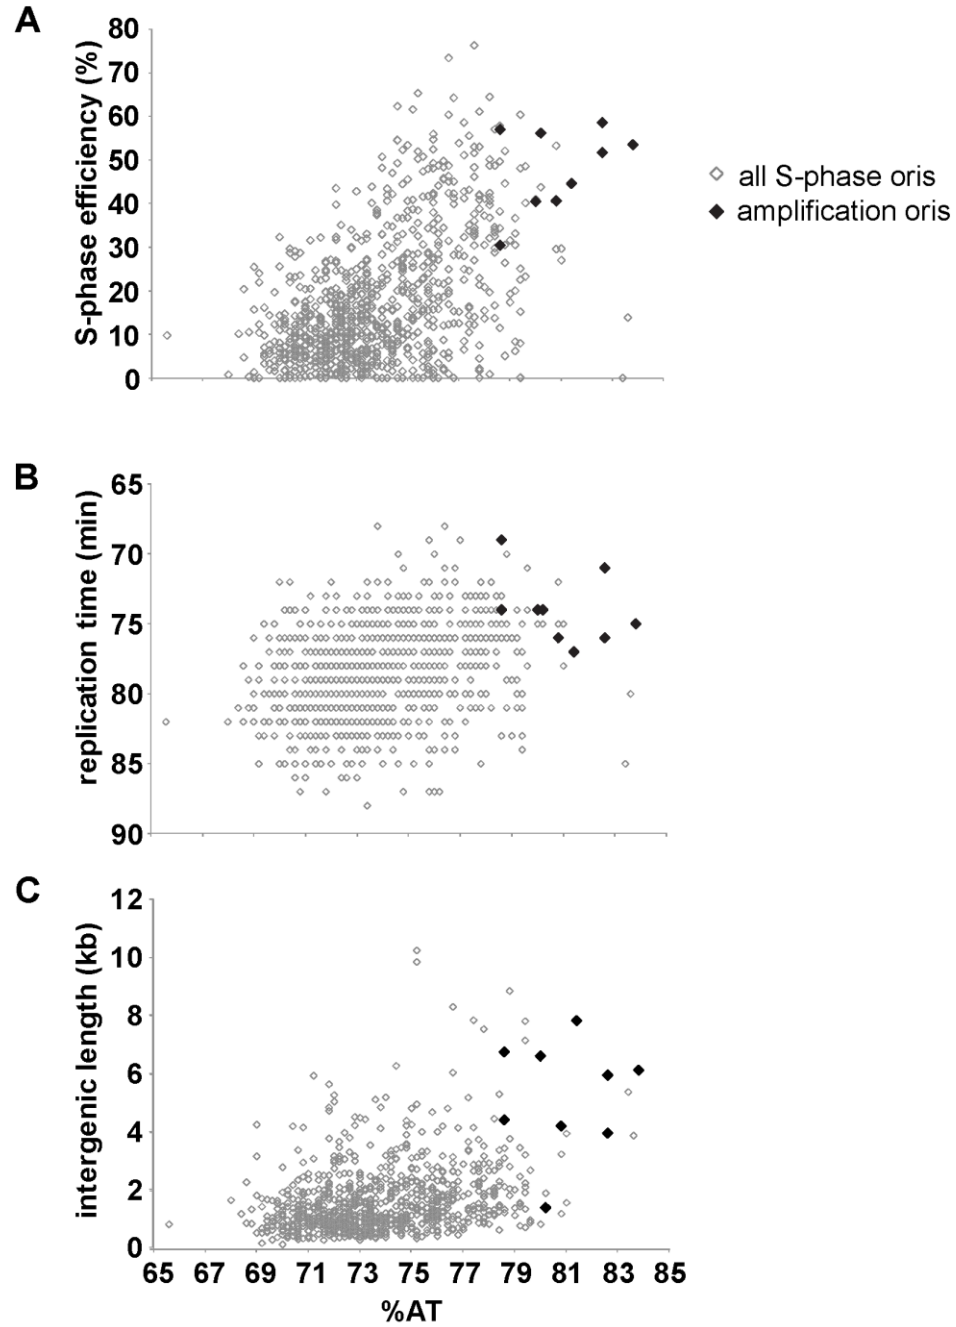 A
S-phase efficiency (%)
80
70
60
50
40
30
20
10
0
all S-phase oris
amplification oris
B
replication time (min)
65
70
75
80
85
90
C
intergenic length (kb)
12
10
8
6
4
2
0
65 67 69 71 73 75 77 79 81 83 85
%AT